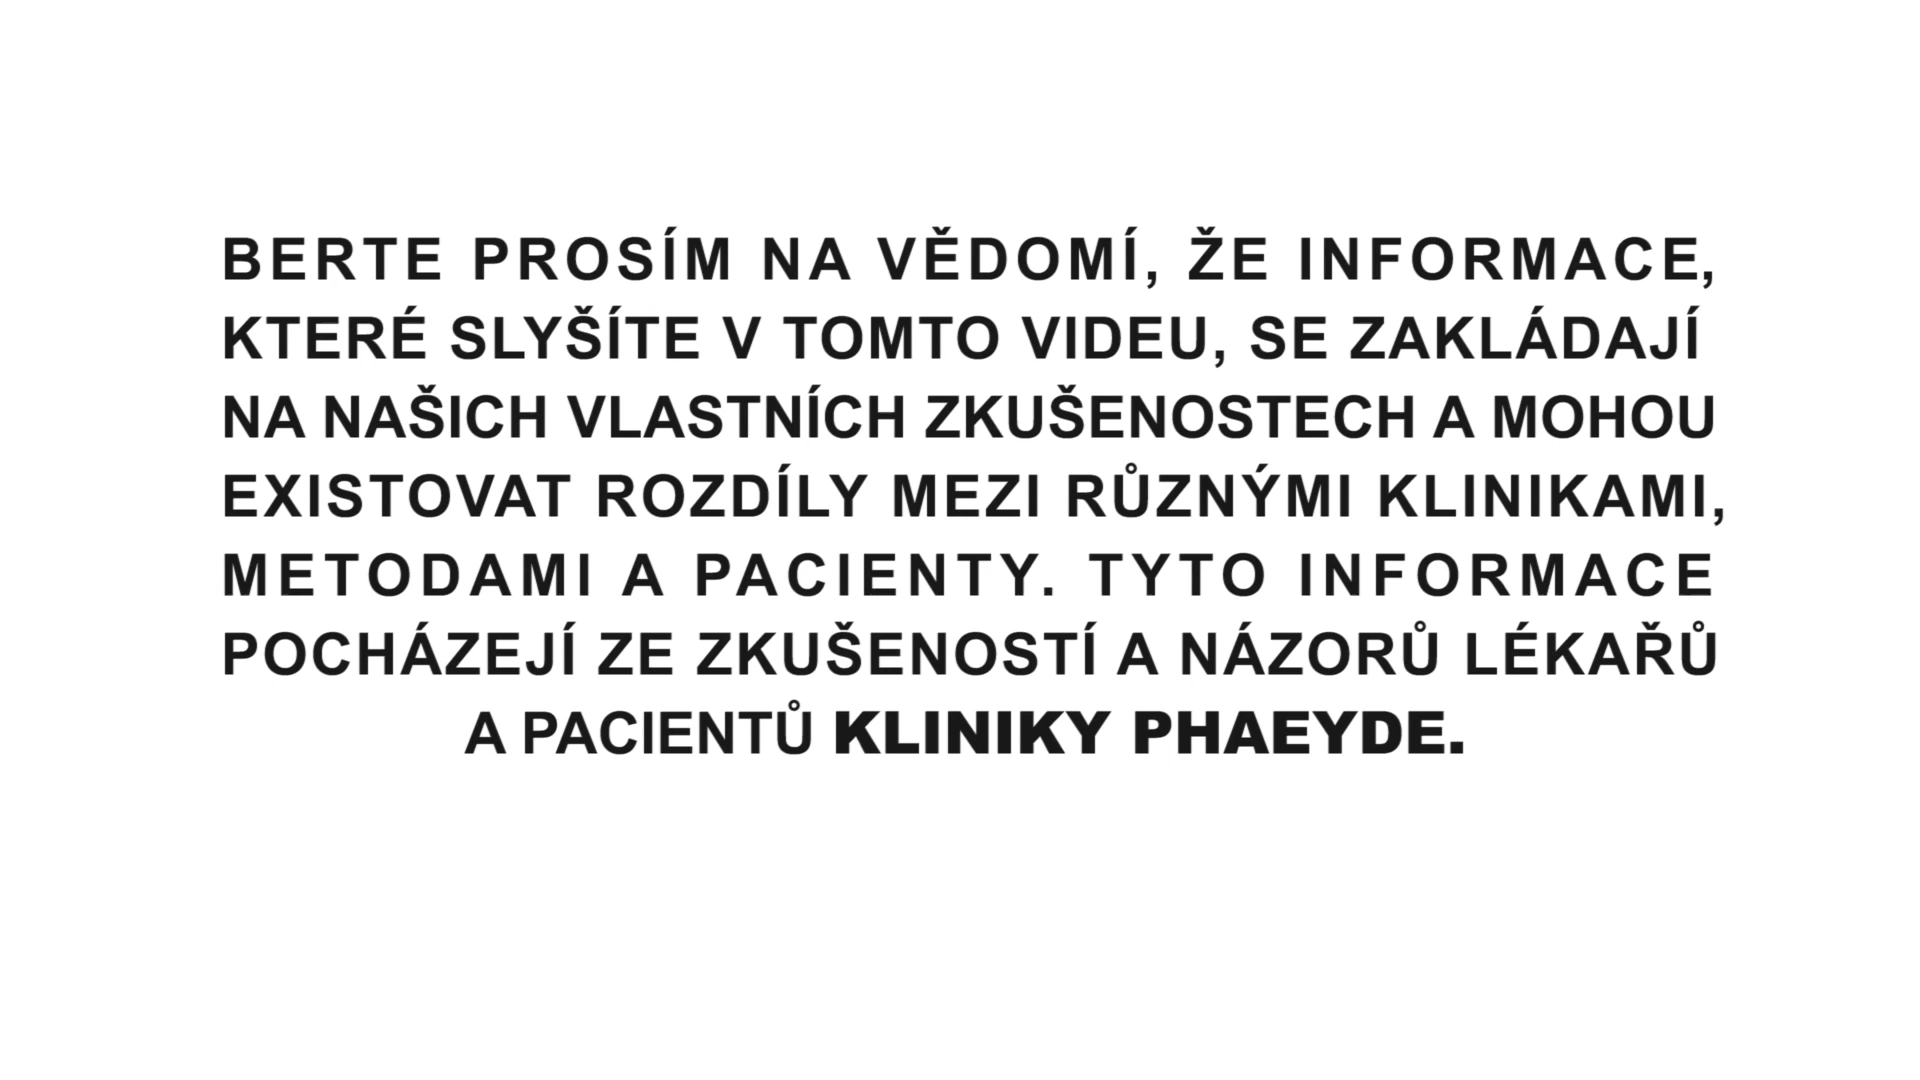 BERTE PROSÍM NA VĚDOMÍ, ŽE INFORMACE,
KTERÉ SLYŠÍTE V TOMTO VIDEU, SE ZAKLÁDAJÍ
NA NAŠICH VLASTNÍCH ZKUŠENOSTECH A MOHOU
EXISTOVAT ROZDÍLY MEZI RŮZNÝMI KLINIKAMI,
METODAMI A PACIENTY. TYTO INFORMACE
POCHÁZEJÍ ZE ZKUŠENOSTÍ A NÁZORŮ LÉKAŘŮ
A PACIENTŮ KLINIKY PHAEYDE.